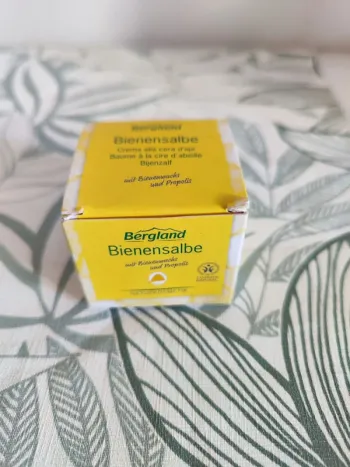 Bergland
Bienensalbe
Crema alla cera d'api
Baume à la cire d'abeille
Bijenzalf
mit Bienenwachs
und Propolis
Bergland
Bienensalbe
mit Bienenwachs
und Propolis